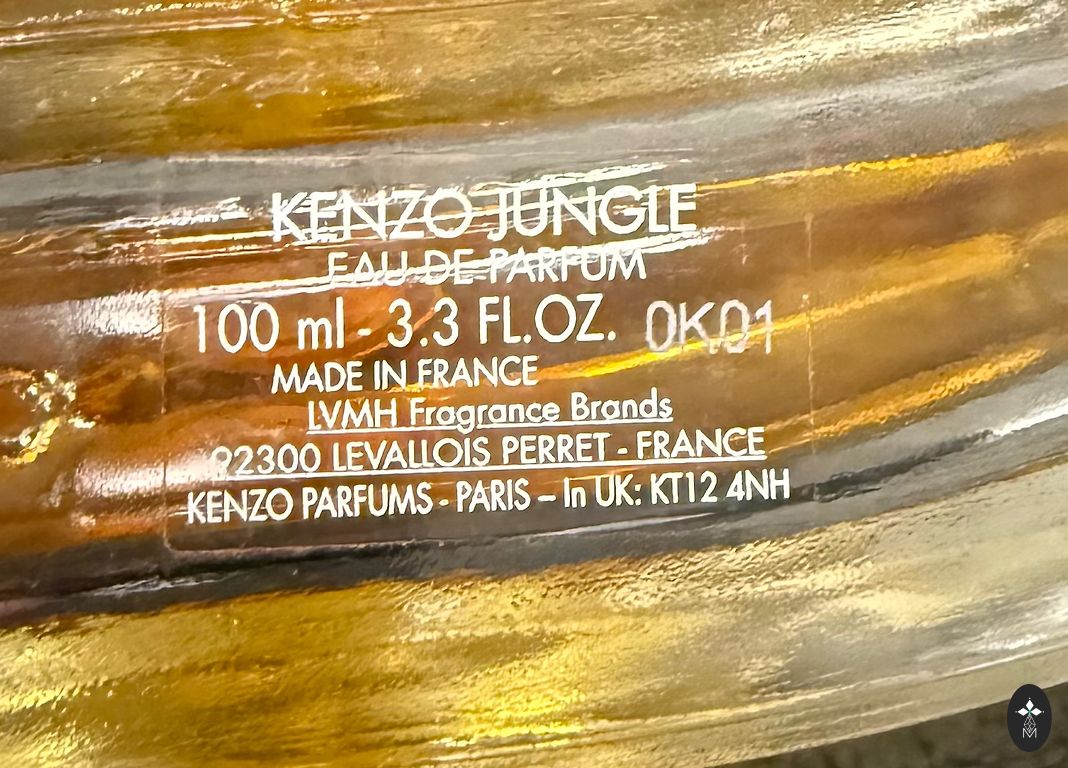 KENZO JUNGLE
EAU DE PARFUM
100 ml - 3.3 FL.OZ. 0K01
MADE IN FRANCE
LVMH Fragrance Brands
92300 LEVALLOIS PERRET - FRANCE
KENZO PARFUMS - PARIS – In UK: KT12 4NH
M